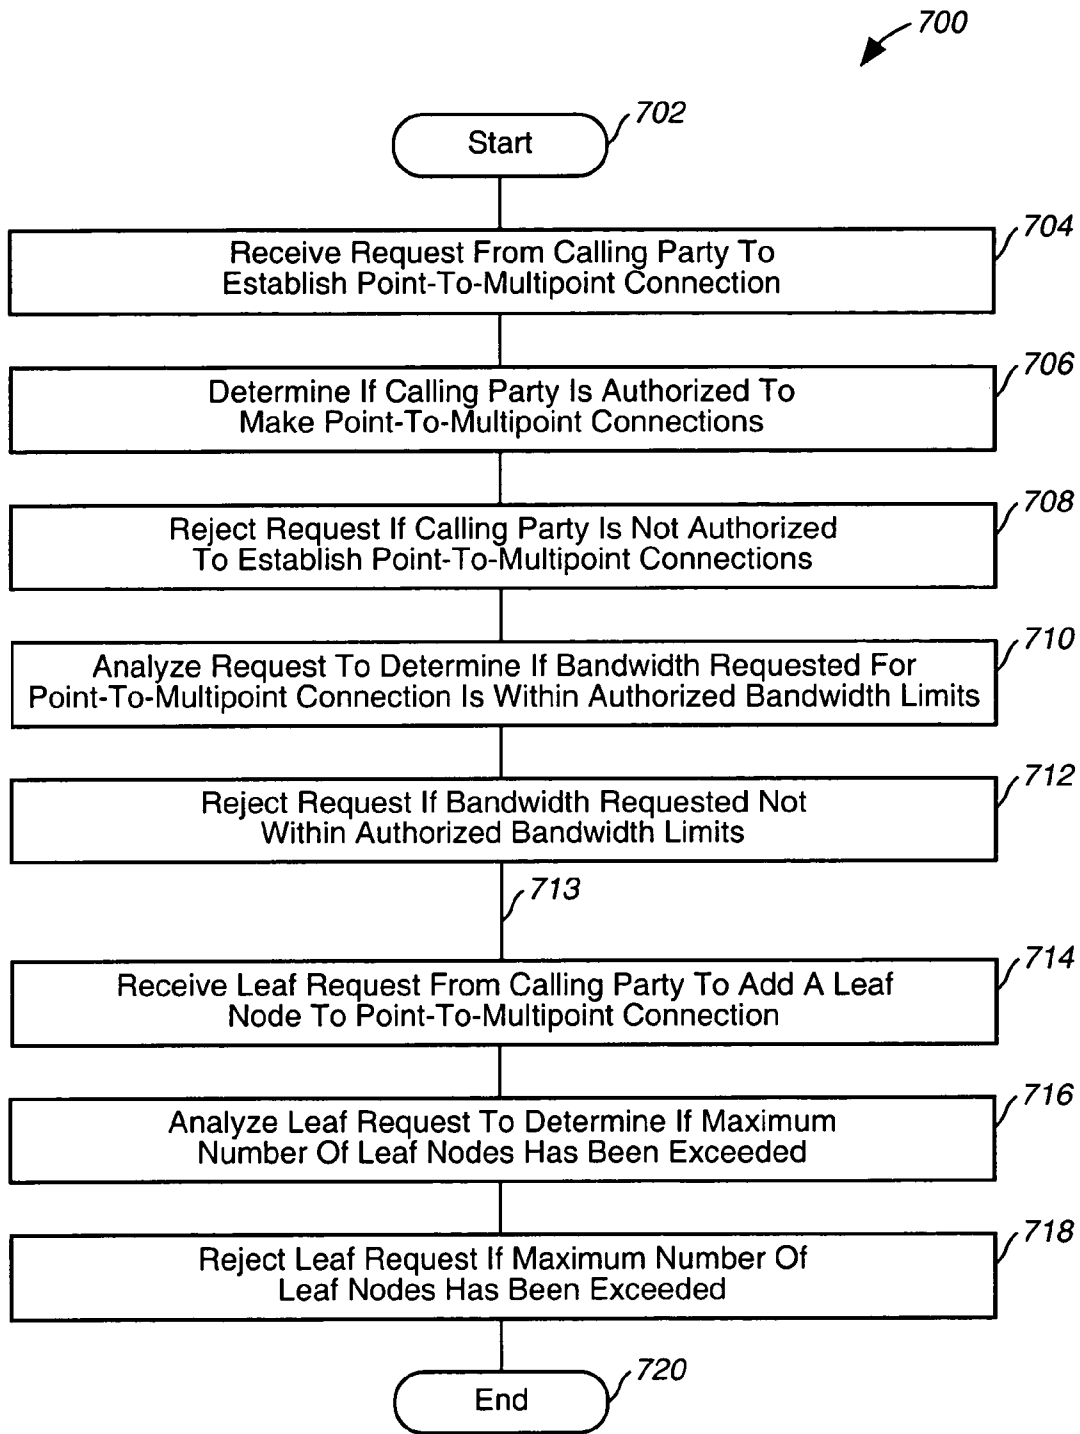 700
702
Start
704
Receive Request From Calling Party To
Establish Point-To-Multipoint Connection
706
Determine If Calling Party Is Authorized To
Make Point-To-Multipoint Connections
708
Reject Request If Calling Party Is Not Authorized
To Establish Point-To-Multipoint Connections
710
Analyze Request To Determine If Bandwidth Requested For
Point-To-Multipoint Connection Is Within Authorized Bandwidth Limits
712
Reject Request If Bandwidth Requested Not
Within Authorized Bandwidth Limits
713
714
Receive Leaf Request From Calling Party To Add A Leaf
Node To Point-To-Multipoint Connection
716
Analyze Leaf Request To Determine If Maximum
Number Of Leaf Nodes Has Been Exceeded
718
Reject Leaf Request If Maximum Number Of
Leaf Nodes Has Been Exceeded
720
End